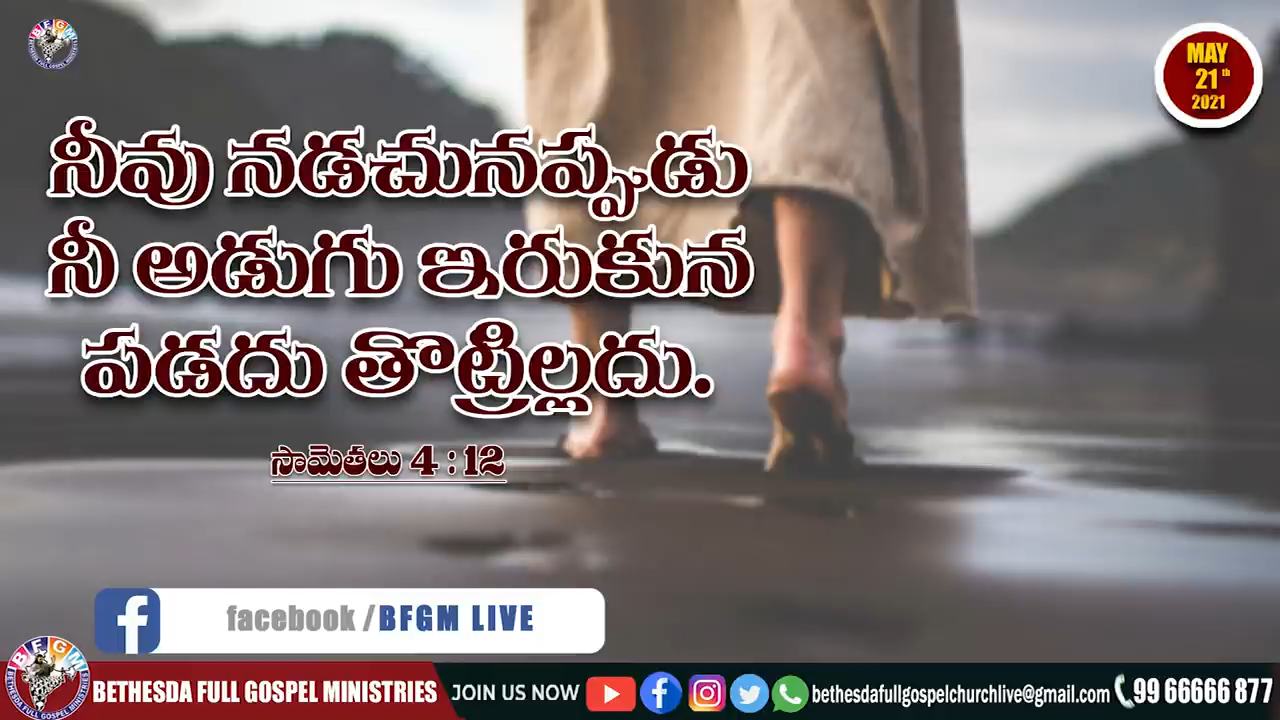 MAY
21th
2021
నీవు నడచునప్పుడు
నీ అడుగు ఇరుకున
పడదు తొట్రిల్లదు.
సామెతలు 4 : 12
facebook / BFGM LIVE
BFGM
BETHESDA FULL GOSPEL MINISTRIES
JOIN US NOW
bethesdafullgospelchurchlive@gmail.com
99 66666 877